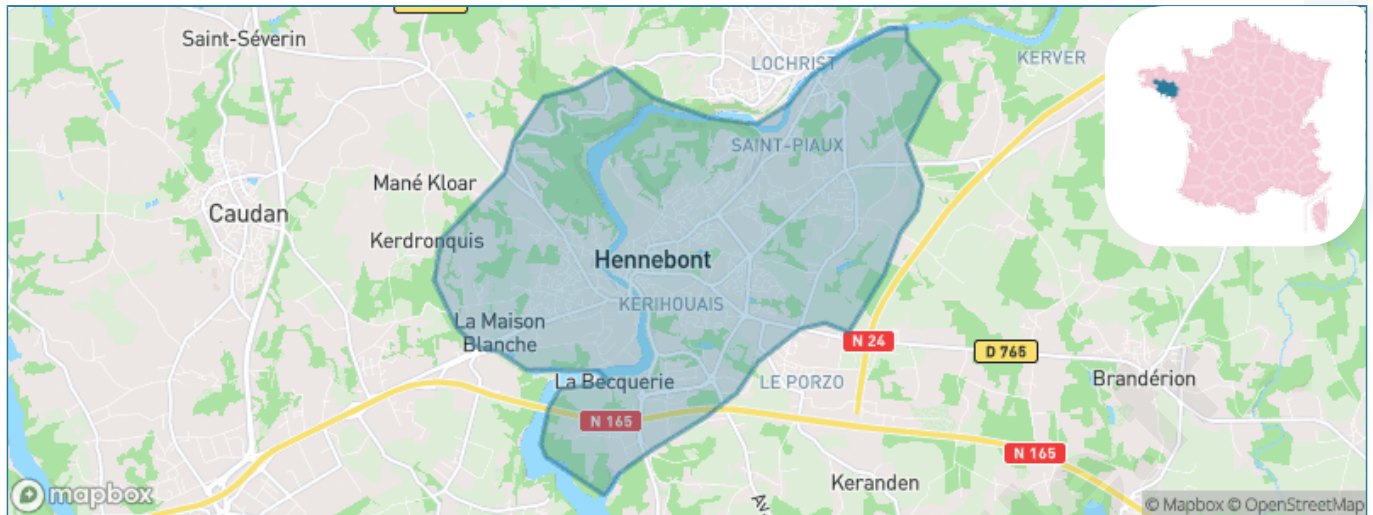 Saint-Séverin
LOCHRIST
KERVER
SAINT-PIAUX
Mané Kloar
Caudan
Kerdronquis
Hennebont
KERIHOUAIS
La Maison
Blanche
N 24
D 765
La Becquerie
LE PORZO
Brandérion
N 165
N 165
Keranden
mapbox
© Mapbox © OpenStreetMap